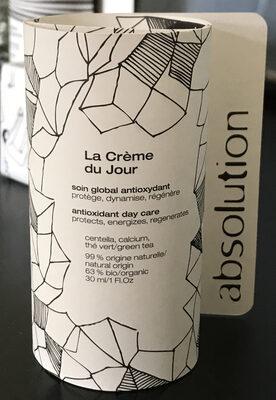 La Crème
du Jour
soin global antioxydant
protège, dynamise, régénère
antioxidant day care
protects, energizes, regenerates
centella, calcium,
thé vert/green tea
99 % origine naturelle/
natural origin
63 % bio/organic
30 ml/1 Fl.Oz
absolution